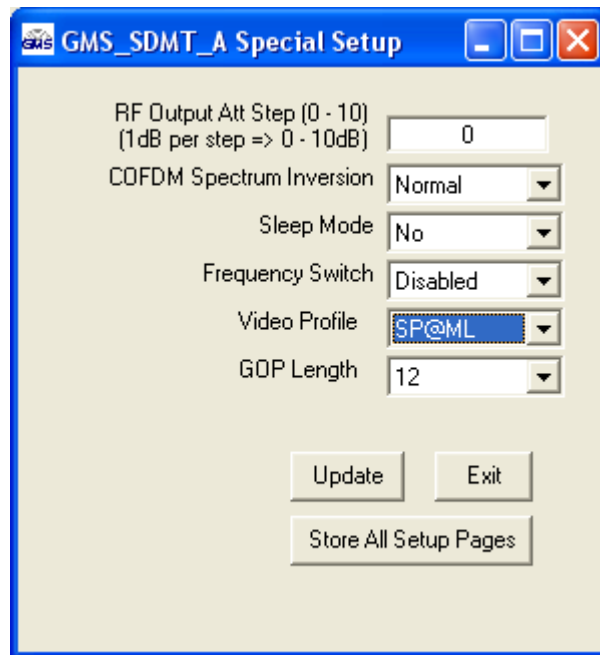 GMS GMS_SDMT_A Special Setup
RF Output Att Step (0 - 10)
(1dB per step => 0 - 10dB) 0
COFDM Spectrum Inversion Normal
Sleep Mode No
Frequency Switch Disabled
Video Profile SP@ML
GOP Length 12
Update Exit
Store All Setup Pages